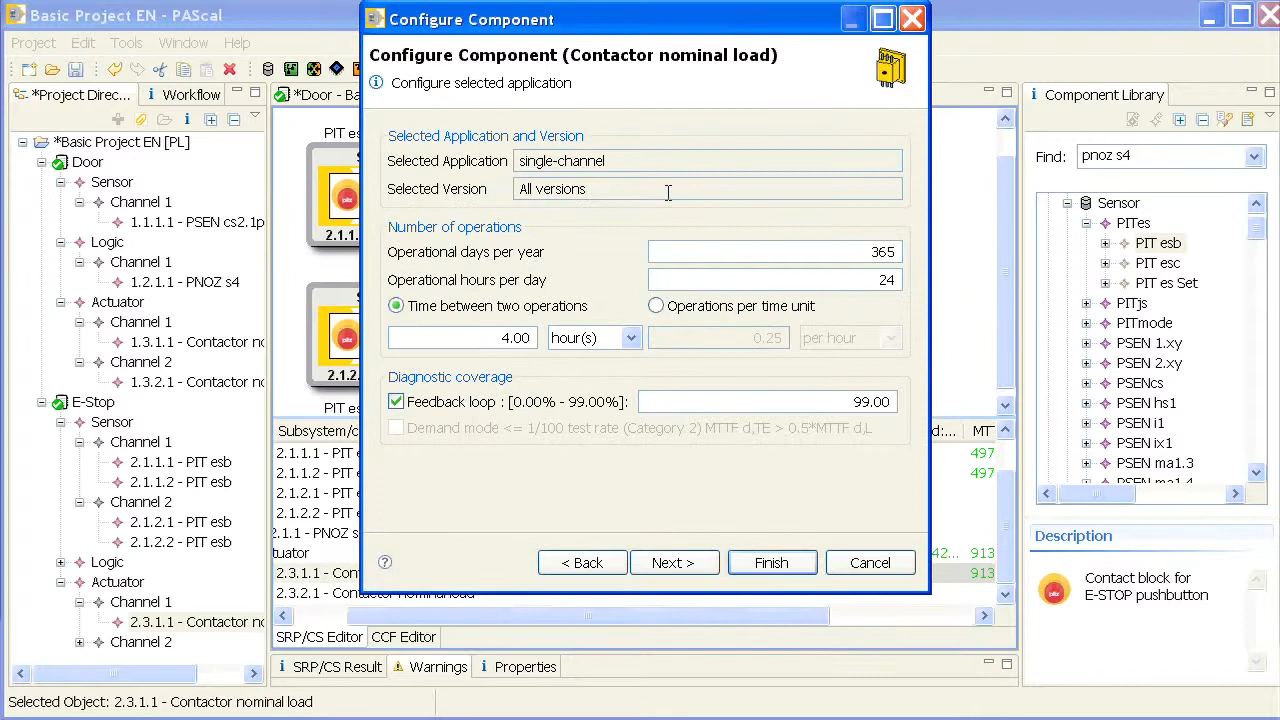 Basic Project EN - PAScal
Project Edit Tools Window Help
*Project Direc...
Workflow
*Basic Project EN [PL]
Door
Sensor
Channel 1
1.1.1.1 - PSEN cs2.1p
Logic
Channel 1
1.2.1.1 - PNOZ s4
Actuator
Channel 1
1.3.1.1 - Contactor no
Channel 2
1.3.2.1 - Contactor no
E-Stop
Sensor
Channel 1
2.1.1.1 - PIT esb
2.1.1.2 - PIT esb
Channel 2
2.1.2.1 - PIT esb
2.1.2.2 - PIT esb
Logic
Actuator
Channel 1
2.3.1.1 - Contactor no
Channel 2
*Door - Ba
PIT es
2.1.1.
2.1.2.
PIT es
Configure Component
Configure Component (Contactor nominal load)
Configure selected application
Selected Application and Version
Selected Application single-channel
Selected Version All versions
Number of operations
Operational days per year 365
Operational hours per day 24
Time between two operations Operations per time unit
4.00 hour(s) 0.25 per hour
Diagnostic coverage
Feedback loop : [0.00% - 99.00%]: 99.00
Demand mode <= 1/100 test rate (Category 2) MTTF d,TE > 0.5*MTTF d,L
< Back Next > Finish Cancel
Subsystem/c d:... MT
2.1.1.1 - PIT es 497
2.1.1.2 - PIT es 497
2.1.2.1 - PIT es
2.1.2.2 - PIT es
.2.1.1 - PNOZ s
tuator 42... 913
2.3.1.1 - Con 913
SRP/CS Editor CCF Editor
SRP/CS Result Warnings Properties
Component Library
Find: pnoz s4
Sensor
PITes
PIT esb
PIT esc
PIT es Set
PITjs
PITmode
PSEN 1.xy
PSEN 2.xy
PSENcs
PSEN hs1
PSEN i1
PSEN ix1
PSEN ma1.3
PSEN ma1.4
Description
pilz
Contact block for
E-STOP pushbutton
Selected Object: 2.3.1.1 - Contactor nominal load